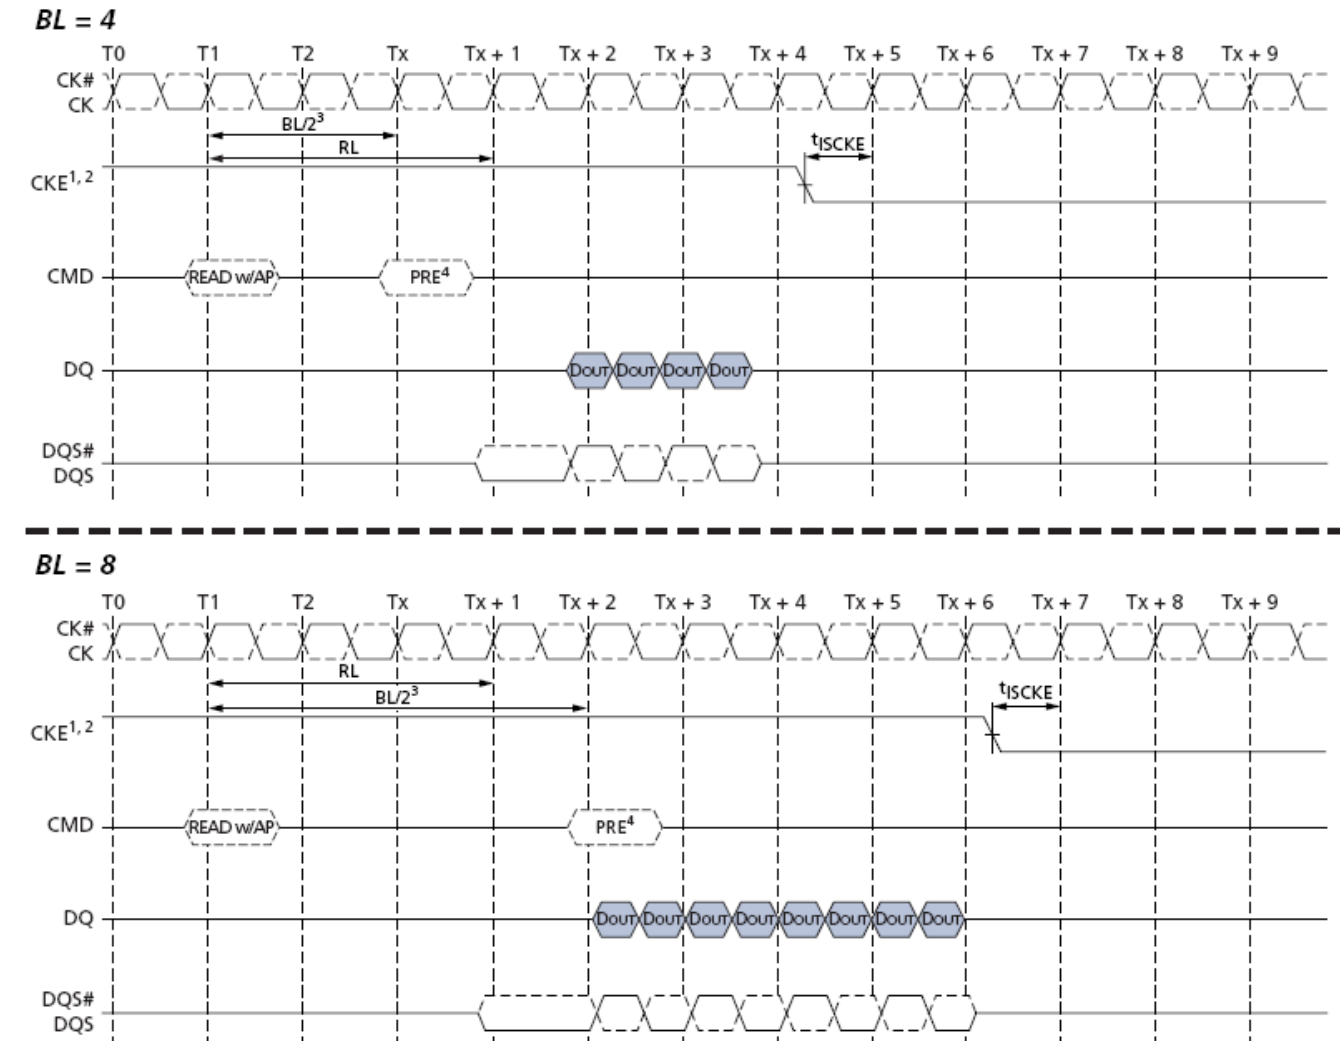 BL = 4
T0 T1 T2 Tx Tx + 1 Tx + 2 Tx + 3 Tx + 4 Tx + 5 Tx + 6 Tx + 7 Tx + 8 Tx + 9
CK#
CK
BL/2³
RL
tISCKE
CKE¹,²
CMD READ w/AP PRE⁴
DQ DOUT DOUT DOUT DOUT
DQS#
DQS
BL = 8
T0 T1 T2 Tx Tx + 1 Tx + 2 Tx + 3 Tx + 4 Tx + 5 Tx + 6 Tx + 7 Tx + 8 Tx + 9
CK#
CK
RL
BL/2³
tISCKE
CKE¹,²
CMD READ w/AP PRE⁴
DQ DOUT DOUT DOUT DOUT DOUT DOUT DOUT DOUT
DQS#
DQS